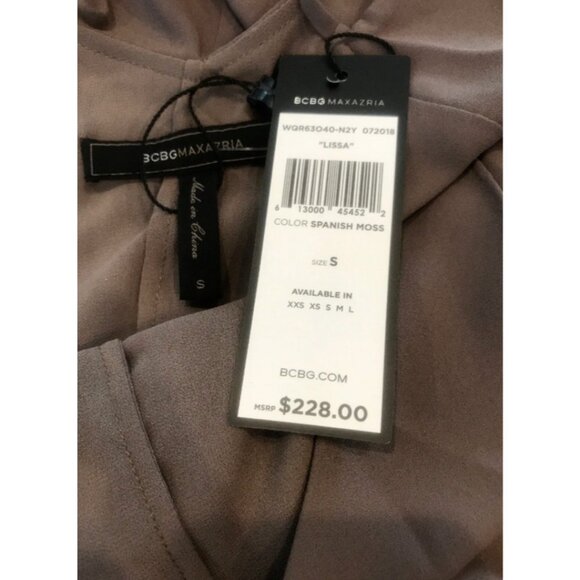 BCBGMAXAZRIA
Made in China
S
BCBGMAXAZRIA
WQR63O40-N2Y 072018
"LISSA"
6 13000 45452 2
COLOR SPANISH MOSS
SIZE S
AVAILABLE IN
XXS XS S M L
BCBG.COM
MSRP $228.00